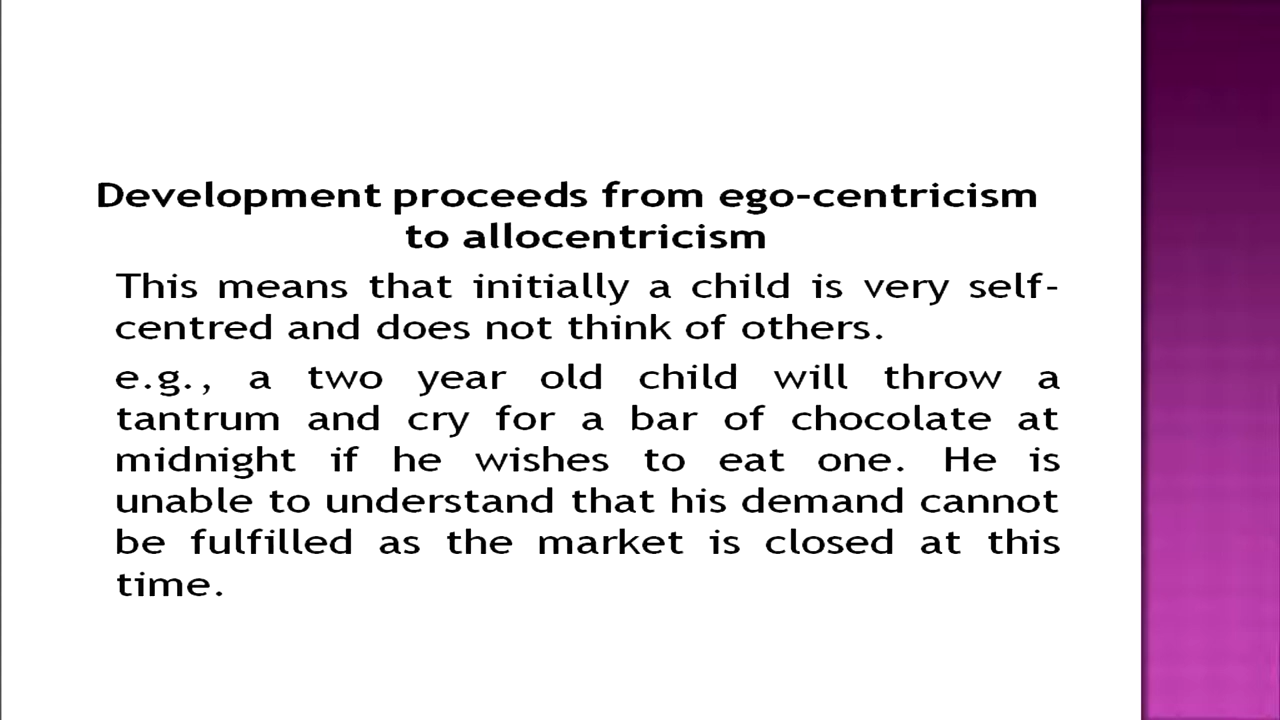 Development proceeds from ego-centricism
to allocentricism
This means that initially a child is very self-
centred and does not think of others.
e.g., a two year old child will throw a
tantrum and cry for a bar of chocolate at
midnight if he wishes to eat one. He is
unable to understand that his demand cannot
be fulfilled as the market is closed at this
time.